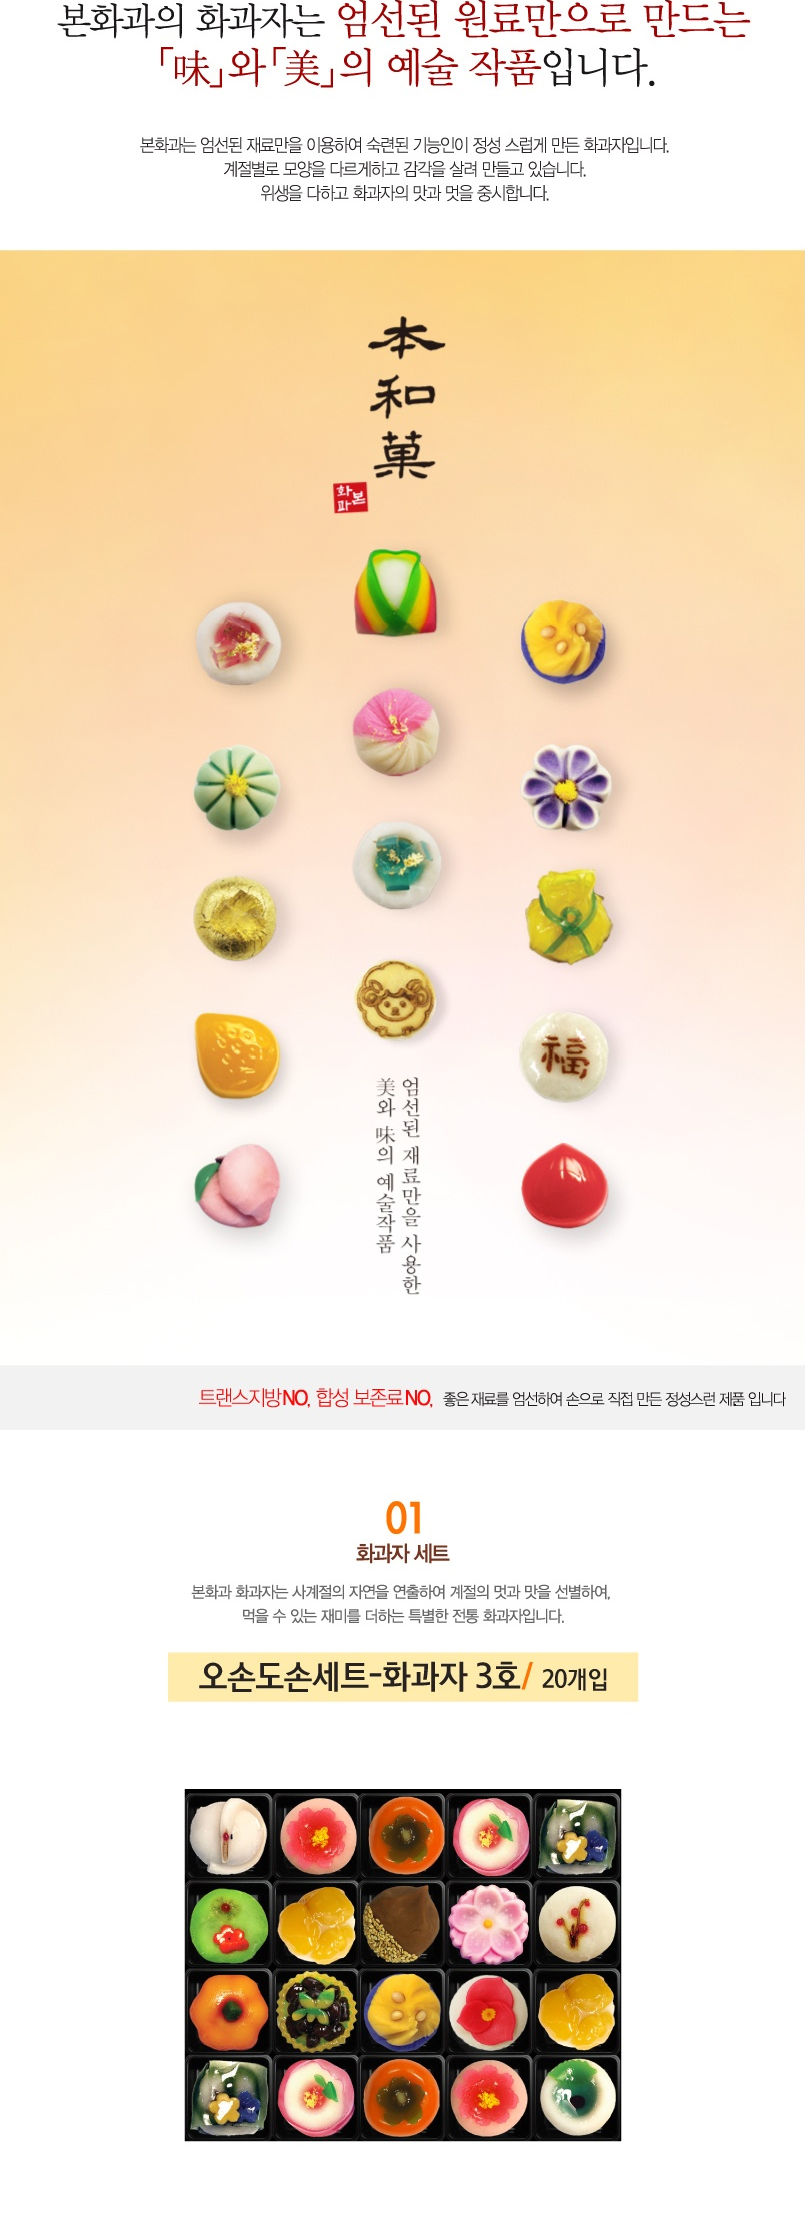 본화과의 화과자는 엄선된 원료만으로 만드는
「味」와「美」의 예술 작품입니다.
본화과는 엄선된 재료만을 이용하여 숙련된 기능인이 정성 스럽게 만든 화과자입니다.
계절별로 모양을 다르게하고 감각을 살려 만들고 있습니다.
위생을 다하고 화과자의 맛과 멋을 중시합니다.
本和菓
화과 본
福
엄선된 재료만을 사용한
美와 味의 예술작품
트랜스지방NO, 합성 보존료NO, 좋은 재료를 엄선하여 손으로 직접 만든 정성스런 제품 입니다
01
화과자 세트
본화과 화과자는 사계절의 자연을 연출하여 계절의 멋과 맛을 선별하여,
먹을 수 있는 재미를 더하는 특별한 전통 화과자입니다.
오손도손세트-화과자 3호/ 20개입